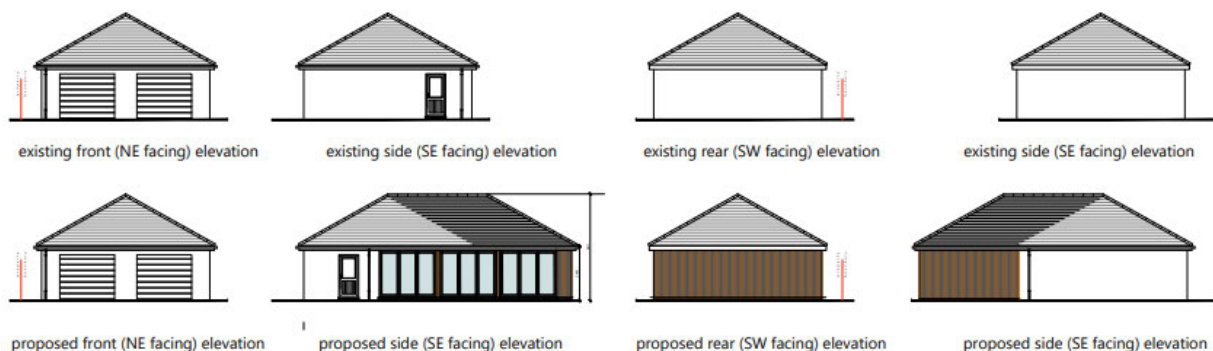 existing front (NE facing) elevation
existing side (SE facing) elevation
existing rear (SW facing) elevation
existing side (SE facing) elevation
proposed front (NE facing) elevation
proposed side (SE facing) elevation
proposed rear (SW facing) elevation
proposed side (SE facing) elevation